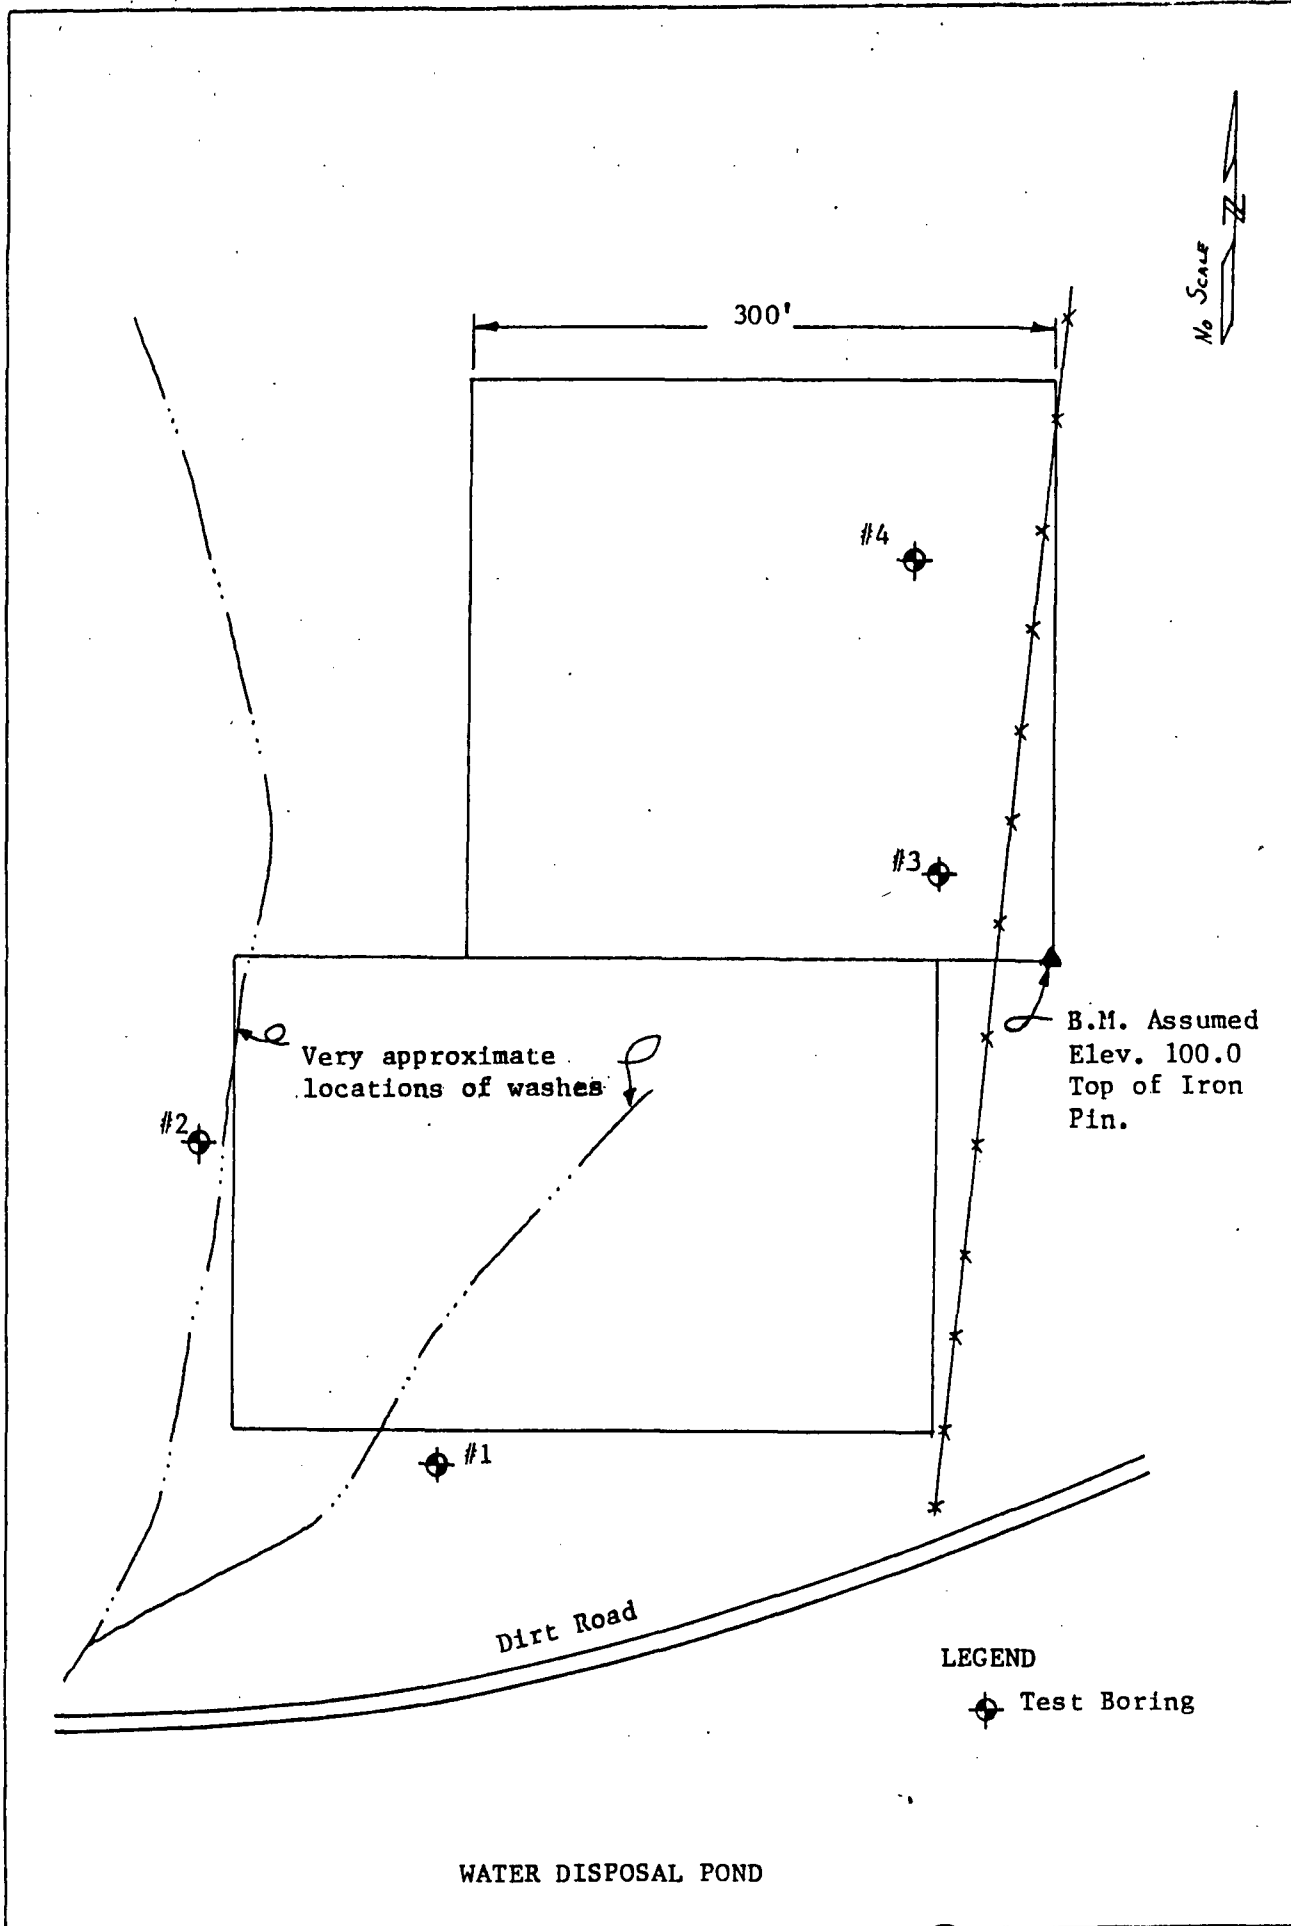 N
No Scale
300'
#4
#3
B.M. Assumed
Elev. 100.0
Top of Iron
Pin.
Very approximate
locations of washes
#2
#1
Dirt Road
LEGEND
Test Boring
WATER DISPOSAL POND